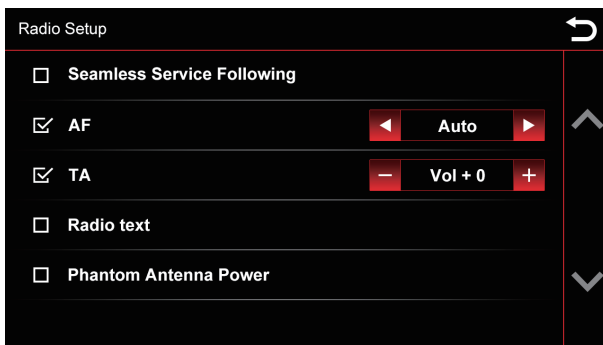 Radio Setup
Seamless Service Following
AF Auto
TA − Vol + 0 +
Radio text
Phantom Antenna Power